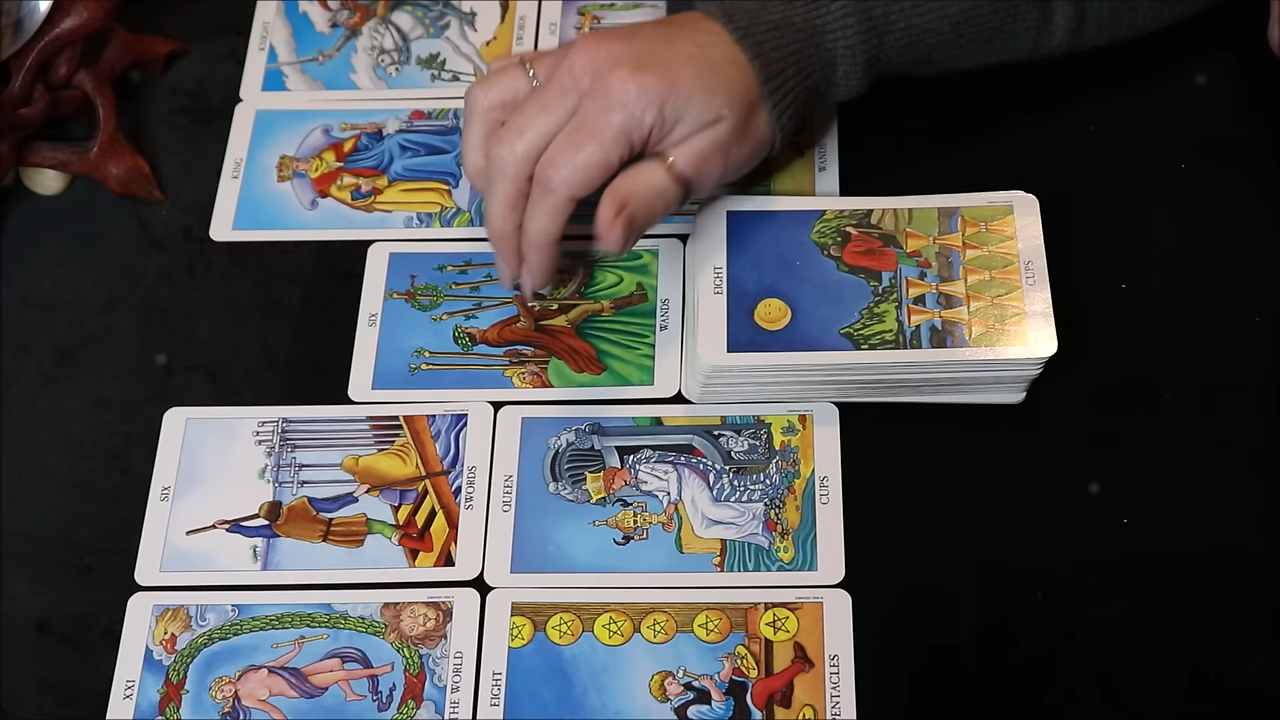 KNIGHT
SWORDS
ACE
KING
WANDS
SIX
WANDS
EIGHT
CUPS
SIX
SWORDS
QUEEN
CUPS
XXI
THE WORLD
EIGHT
PENTACLES